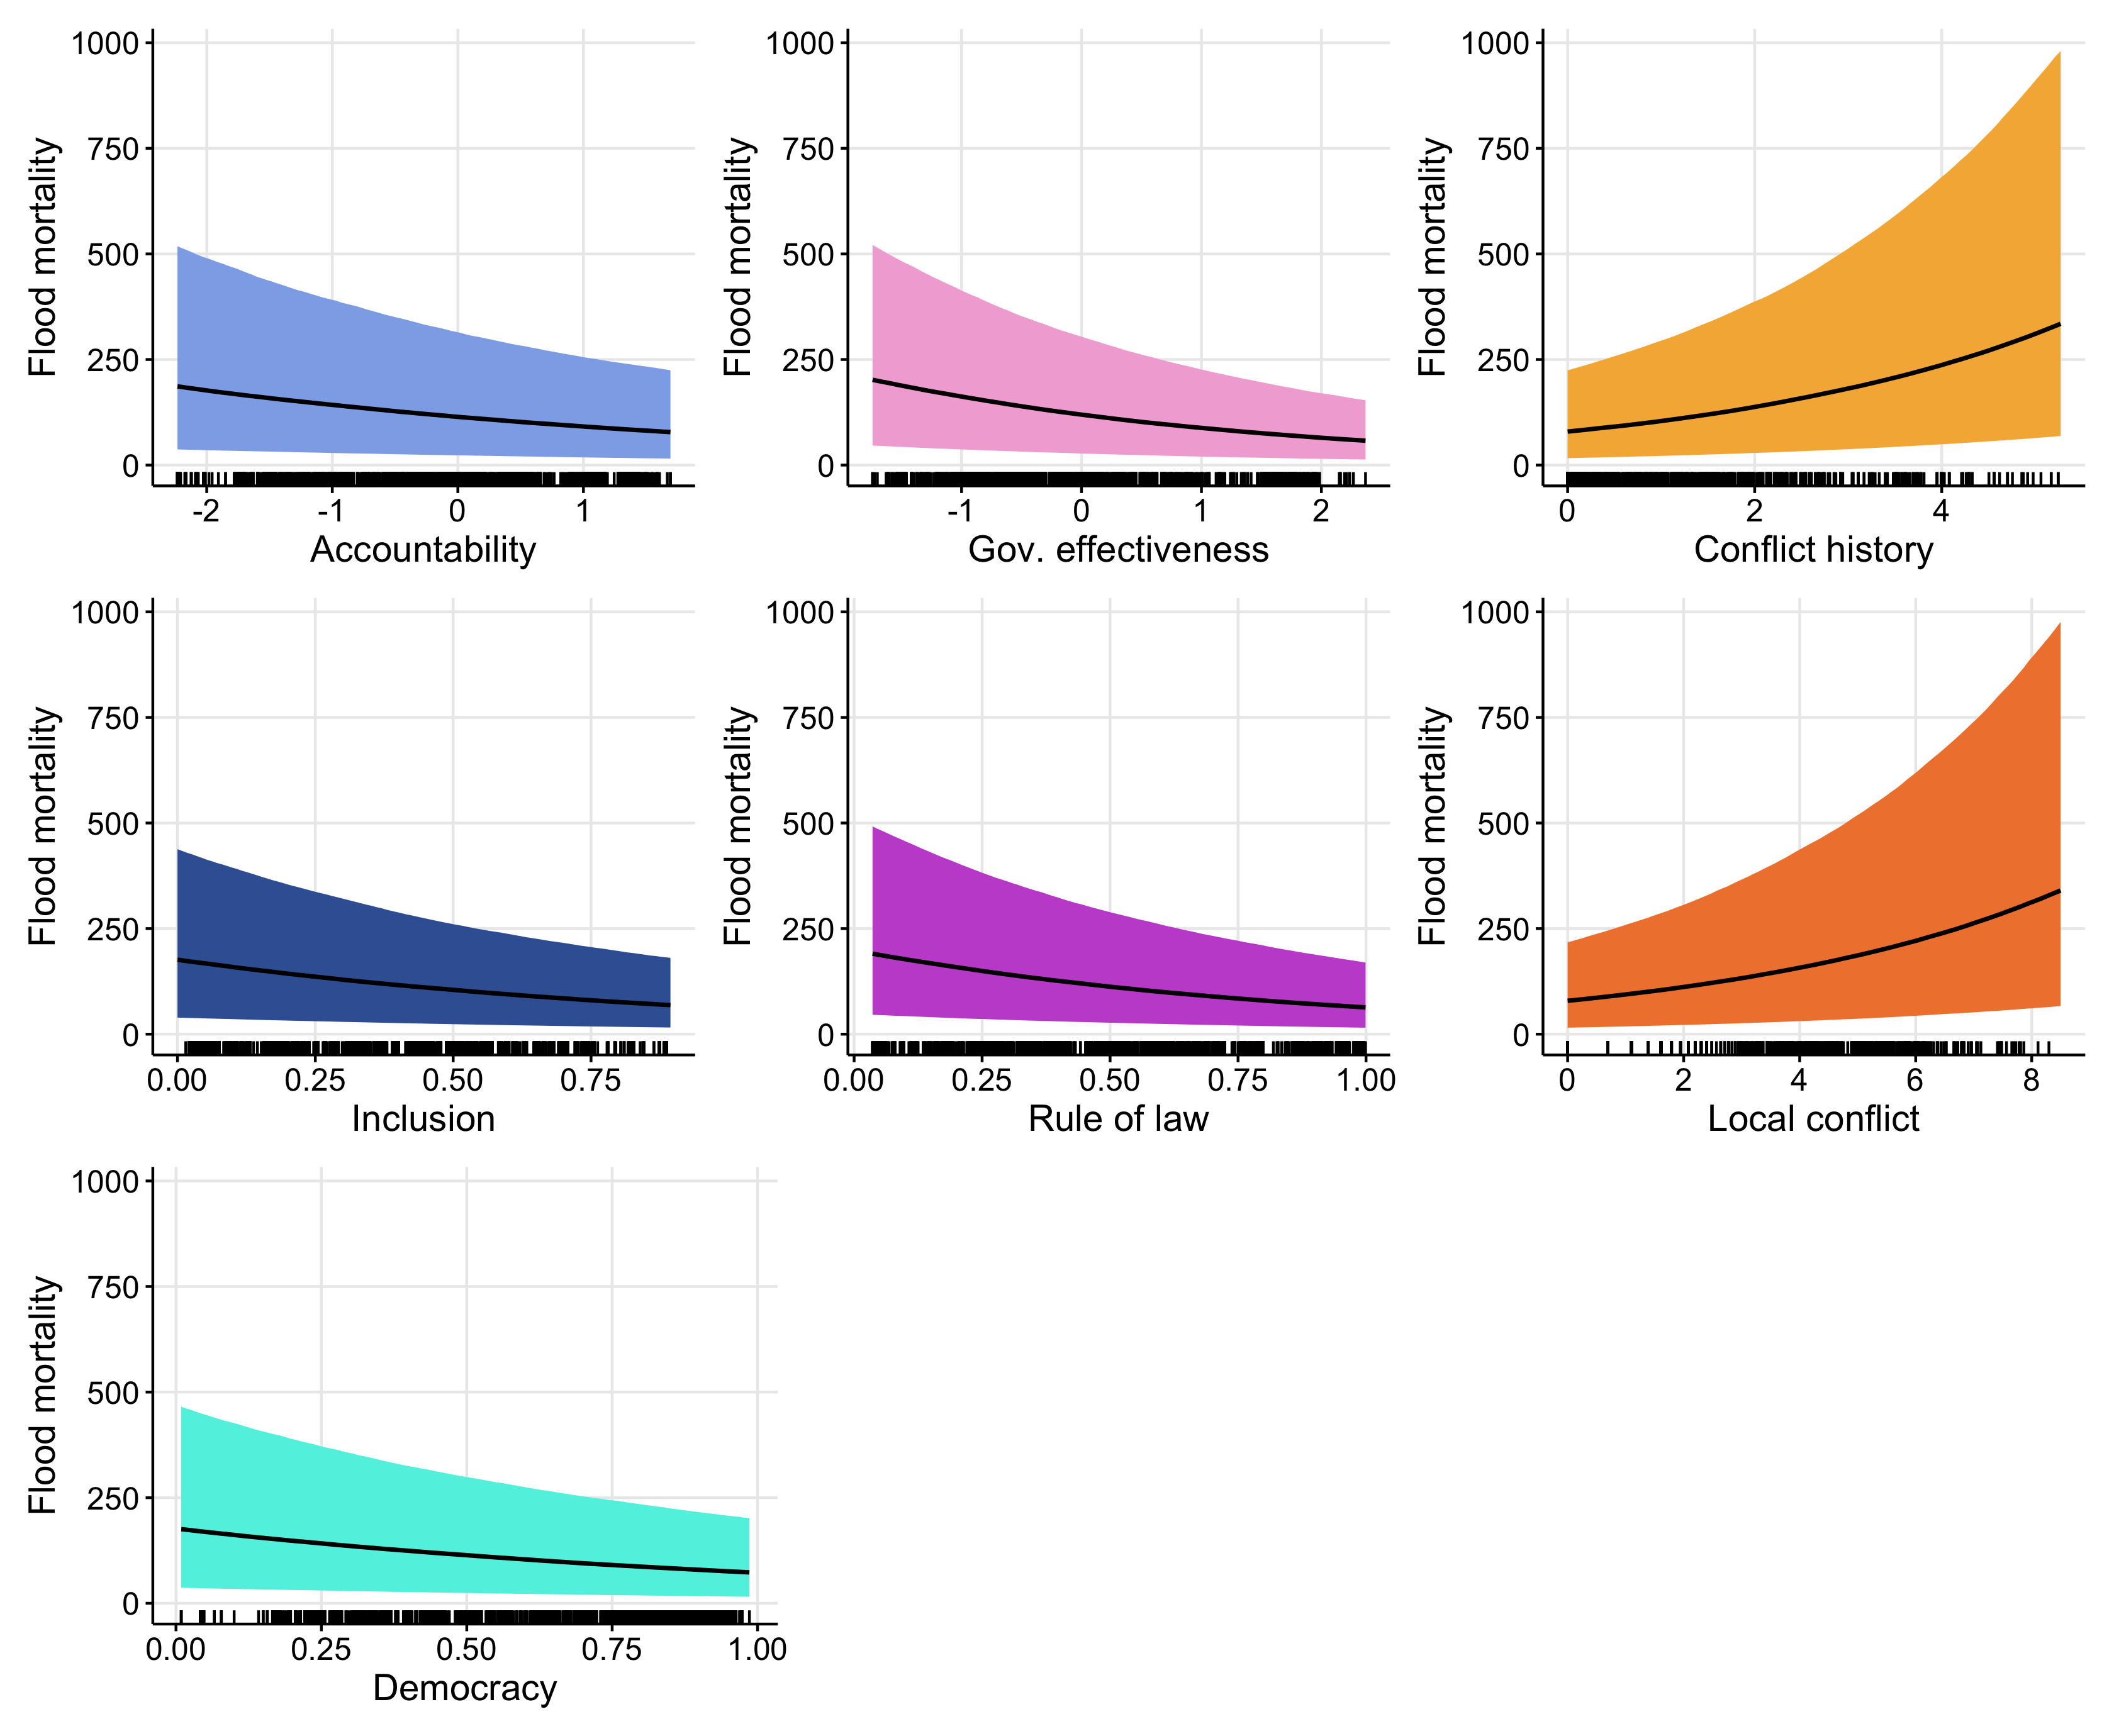 1000
750
500
250
0
Flood mortality
-2 -1 0 1
Accountability
1000
750
500
250
0
Flood mortality
-1 0 1 2
Gov. effectiveness
1000
750
500
250
0
Flood mortality
0 2 4
Conflict history
1000
750
500
250
0
Flood mortality
0.00 0.25 0.50 0.75
Inclusion
1000
750
500
250
0
Flood mortality
0.00 0.25 0.50 0.75 1.00
Rule of law
1000
750
500
250
0
Flood mortality
0 2 4 6 8
Local conflict
1000
750
500
250
0
Flood mortality
0.00 0.25 0.50 0.75 1.00
Democracy